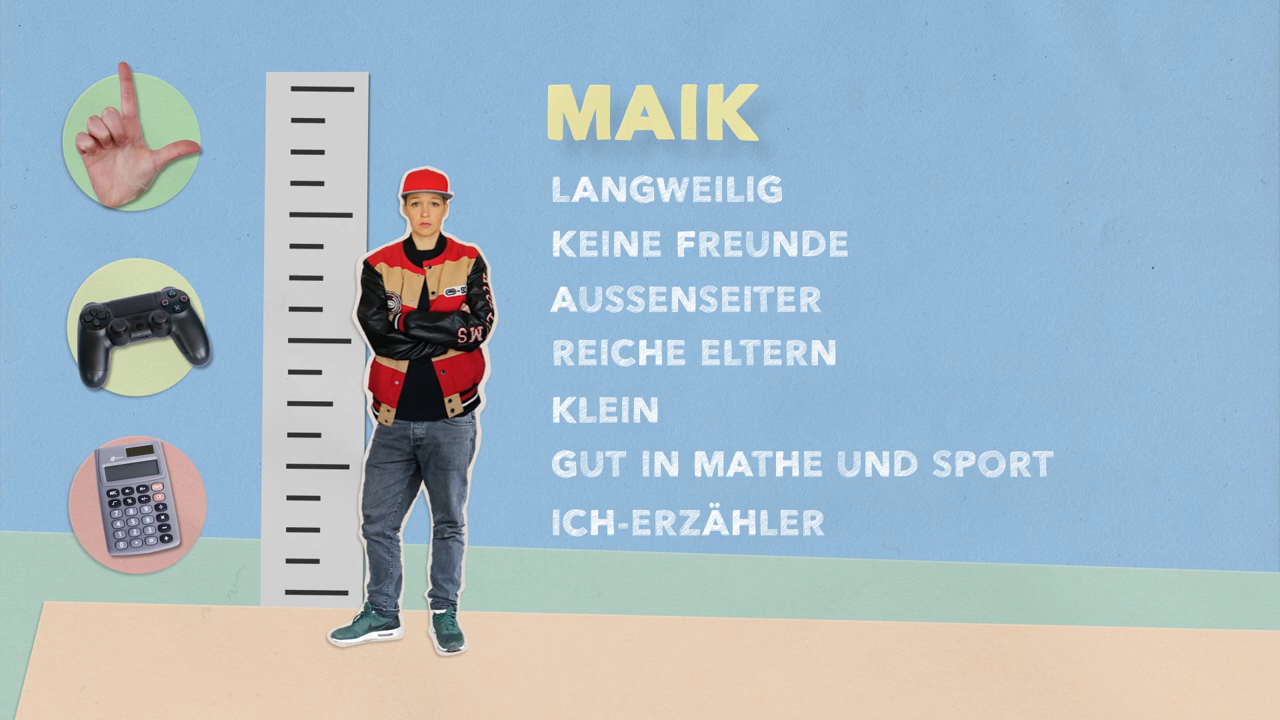 MAIK
LANGWEILIG
KEINE FREUNDE
AUSSENSEITER
REICHE ELTERN
KLEIN
GUT IN MATHE UND SPORT
ICH-ERZÄHLER